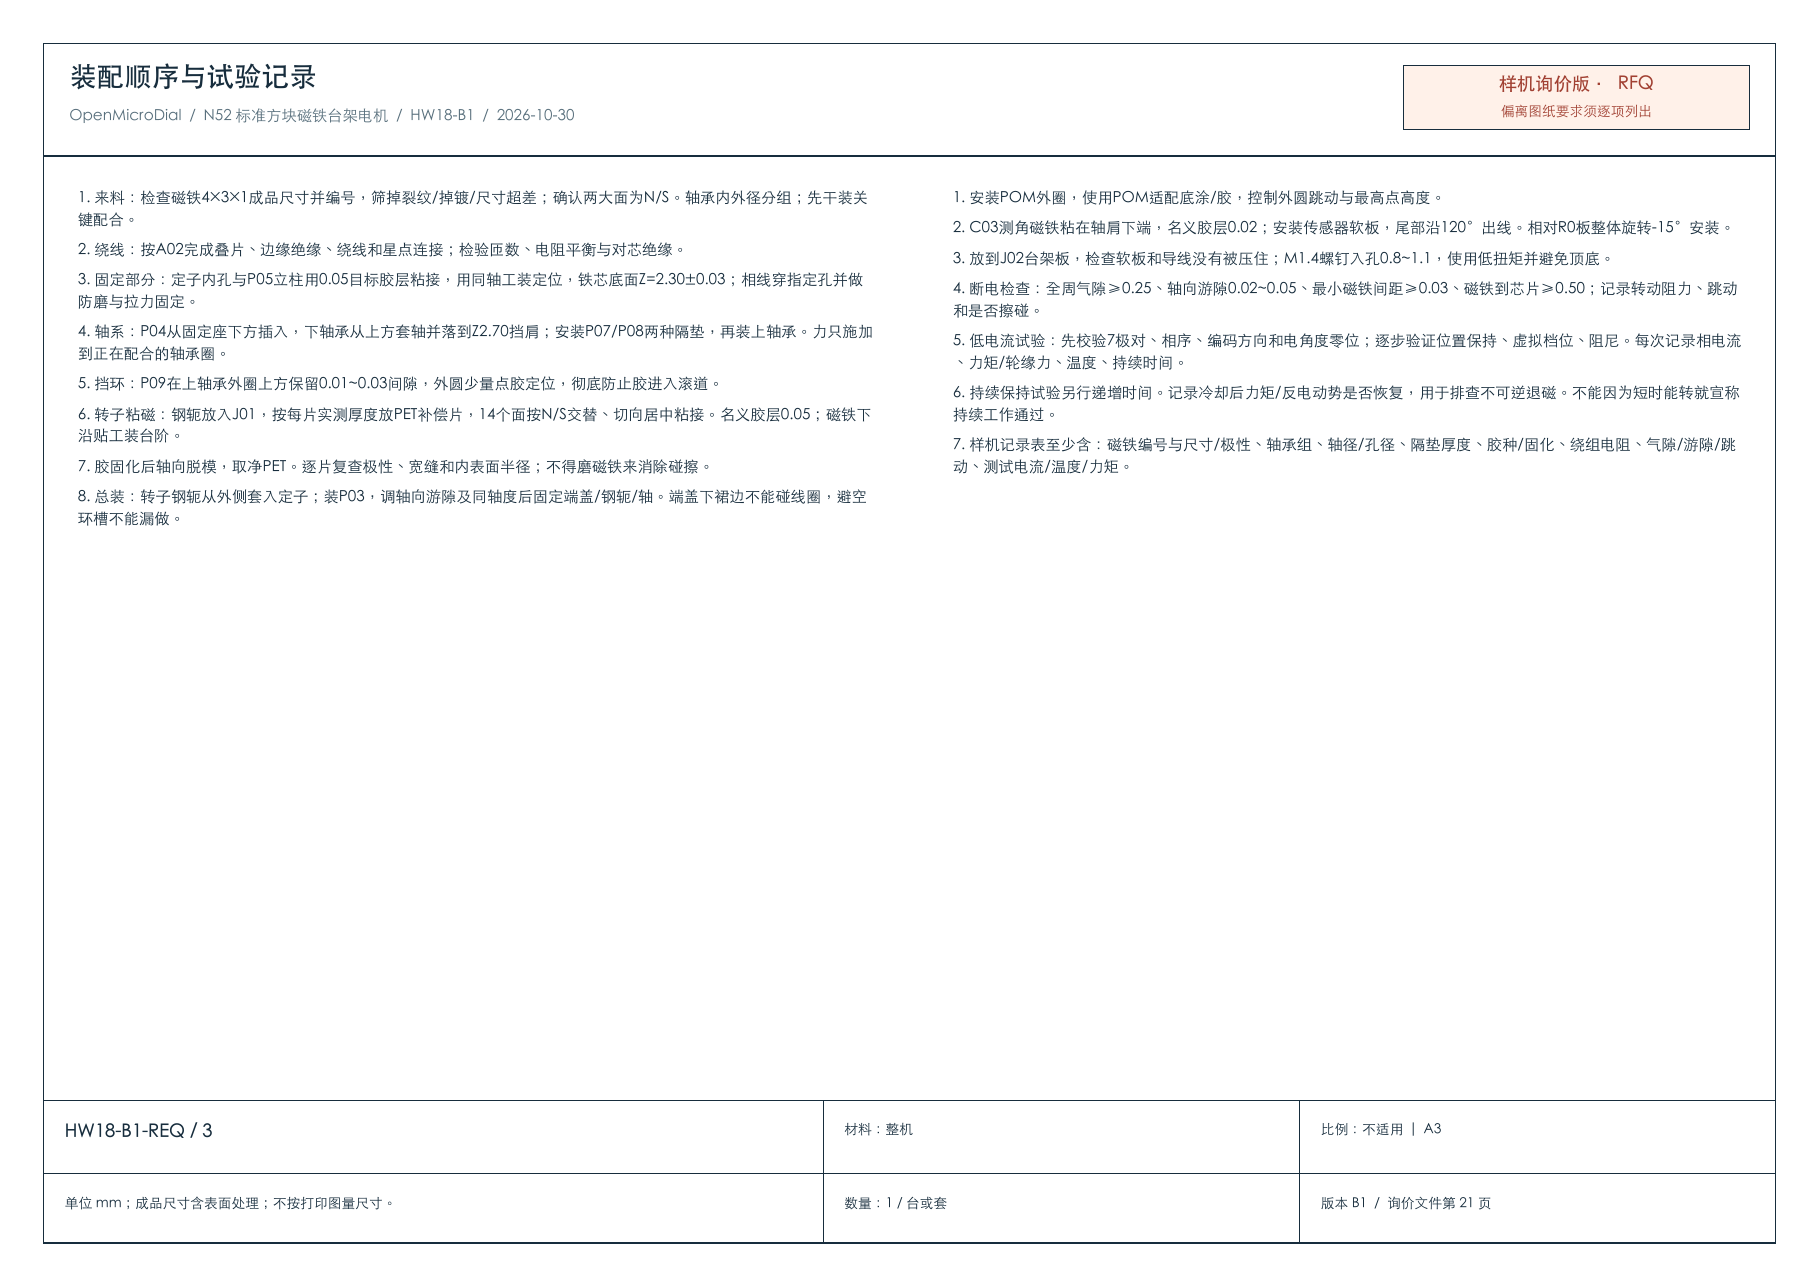 装配顺序与试验记录
OpenMicroDial / N52 标准方块磁铁台架电机 / HW18-B1 / 2026-10-30
样机询价版 · RFQ
偏离图纸要求须逐项列出
1. 来料：检查磁铁4×3×1成品尺寸并编号，筛掉裂纹/掉镀/尺寸超差；确认两大面为N/S。轴承内外径分组；先干装关
键配合。
2. 绕线：按A02完成叠片、边缘绝缘、绕线和星点连接；检验匝数、电阻平衡与对芯绝缘。
3. 固定部分：定子内孔与P05立柱用0.05目标胶层粘接，用同轴工装定位，铁芯底面Z=2.30±0.03；相线穿指定孔并做
防磨与拉力固定。
4. 轴系：P04从固定座下方插入，下轴承从上方套轴并落到Z2.70挡肩；安装P07/P08两种隔垫，再装上轴承。力只施加
到正在配合的轴承圈。
5. 挡环：P09在上轴承外圈上方保留0.01~0.03间隙，外圆少量点胶定位，彻底防止胶进入滚道。
6. 转子粘磁：钢轭放入J01，按每片实测厚度放PET补偿片，14个面按N/S交替、切向居中粘接。名义胶层0.05；磁铁下
沿贴工装台阶。
7. 胶固化后轴向脱模，取净PET。逐片复查极性、宽缝和内表面半径；不得磨磁铁来消除碰擦。
8. 总装：转子钢轭从外侧套入定子；装P03，调轴向游隙及同轴度后固定端盖/钢轭/轴。端盖下裙边不能碰线圈，避空
环槽不能漏做。
1. 安装POM外圈，使用POM适配底涂/胶，控制外圆跳动与最高点高度。
2. C03测角磁铁粘在轴肩下端，名义胶层0.02；安装传感器软板，尾部沿120°出线。相对R0板整体旋转-15°安装。
3. 放到J02台架板，检查软板和导线没有被压住；M1.4螺钉入孔0.8~1.1，使用低扭矩并避免顶底。
4. 断电检查：全周气隙≥0.25、轴向游隙0.02~0.05、最小磁铁间距≥0.03、磁铁到芯片≥0.50；记录转动阻力、跳动
和是否擦碰。
5. 低电流试验：先校验7极对、相序、编码方向和电角度零位；逐步验证位置保持、虚拟档位、阻尼。每次记录相电流
、力矩/轮缘力、温度、持续时间。
6. 持续保持试验另行递增时间。记录冷却后力矩/反电动势是否恢复，用于排查不可逆退磁。不能因为短时能转就宣称
持续工作通过。
7. 样机记录表至少含：磁铁编号与尺寸/极性、轴承组、轴径/孔径、隔垫厚度、胶种/固化、绕组电阻、气隙/游隙/跳
动、测试电流/温度/力矩。
HW18-B1-REQ / 3
材料：整机
比例：不适用 | A3
单位 mm；成品尺寸含表面处理；不按打印图量尺寸。
数量：1 / 台或套
版本 B1 / 询价文件第 21 页